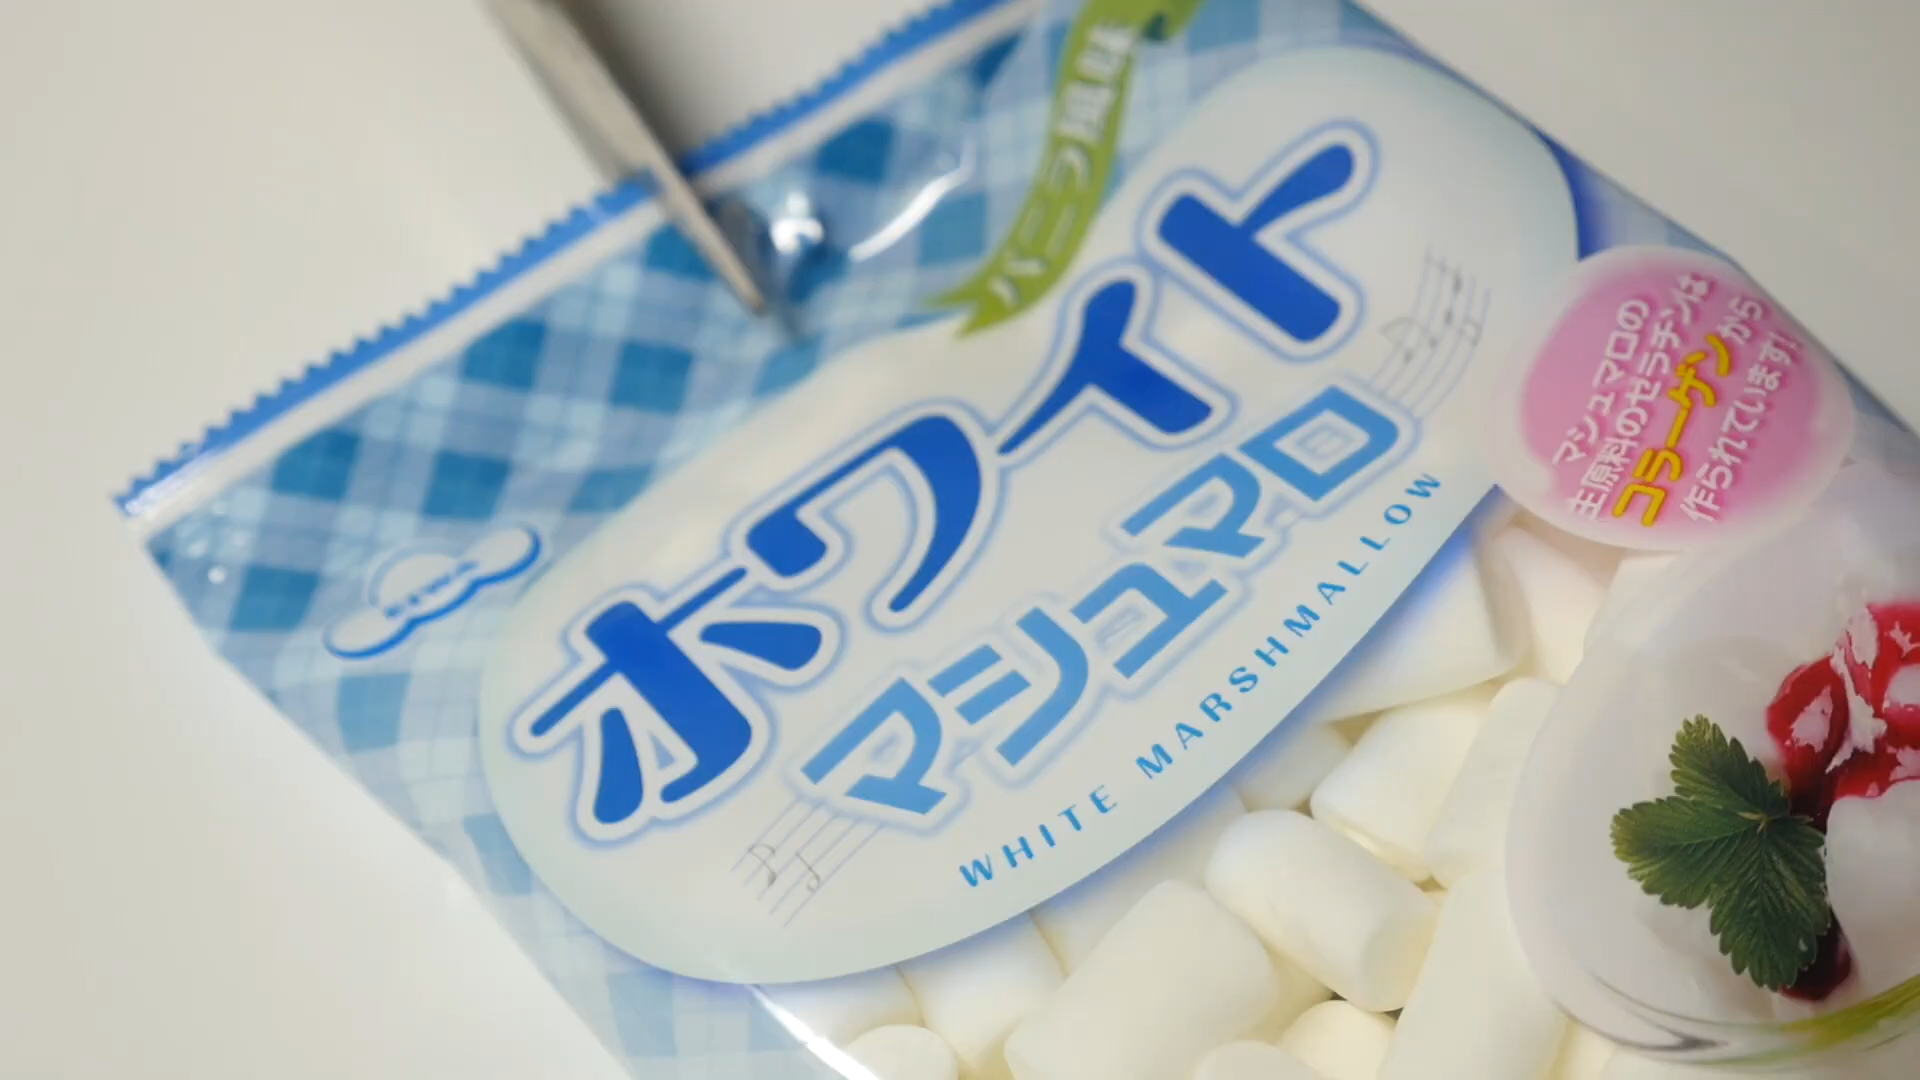 バニラ風味
ホワイト
マシュマロ
WHITE MARSHMALLOW
マシュマロの
主原料のゼラチンは
コラーゲンから
作られています!